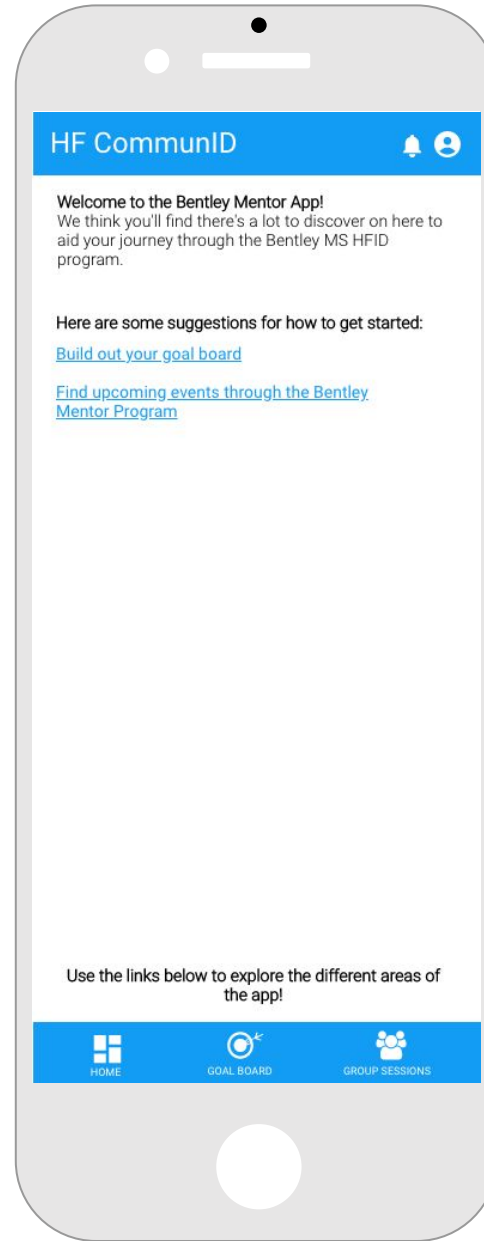 HF CommunID
Welcome to the Bentley Mentor App!
We think you'll find there's a lot to discover on here to
aid your journey through the Bentley MS HFID
program.
Here are some suggestions for how to get started:
Build out your goal board
Find upcoming events through the Bentley
Mentor Program
Use the links below to explore the different areas of
the app!
HOME
GOAL BOARD
GROUP SESSIONS